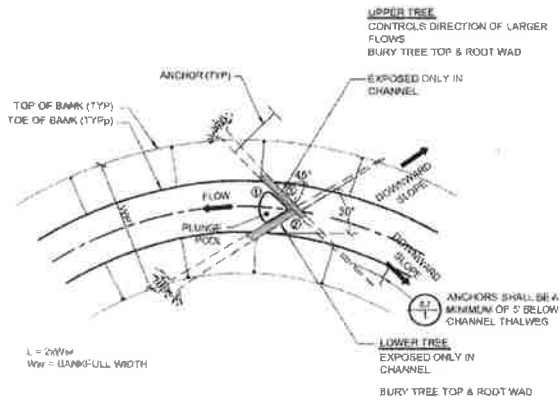 UPPER TREE
CONTROLS DIRECTION OF LARGER
FLOWS
BURY TREE TOP & ROOT WAD
ANCHOR (TYP)
EXPOSED ONLY IN
CHANNEL
TOP OF BANK (TYP)
TOE OF BANK (TYPp)
45°
FLOW
①
②
30°
PLUNGE
POOL
DOWNWARD
SLOPE
DOWNWARD
SLOPE
ANCHORS SHALL BE A
MINIMUM OF 5' BELOW
CHANNEL THALWEG
LOWER TREE
EXPOSED ONLY IN
CHANNEL
BURY TREE TOP & ROOT WAD
= BANKFULL WIDTH